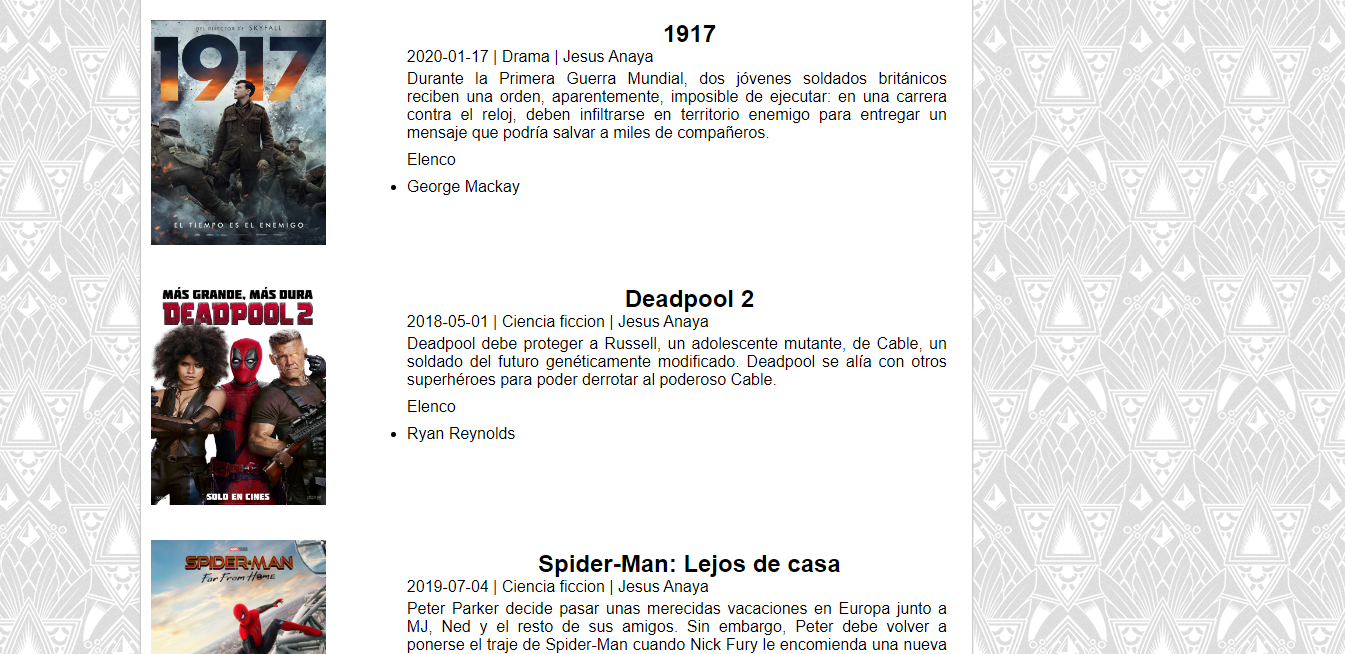 DEL DIRECTOR DE SKYFALL
1917
EL TIEMPO ES EL ENEMIGO
1917
2020-01-17 | Drama | Jesus Anaya
Durante la Primera Guerra Mundial, dos jóvenes soldados británicos
reciben una orden, aparentemente, imposible de ejecutar: en una carrera
contra el reloj, deben infiltrarse en territorio enemigo para entregar un
mensaje que podría salvar a miles de compañeros.
Elenco
George Mackay
MÁS GRANDE, MÁS DURA
DEADPOOL 2
SOLO EN CINES
Deadpool 2
2018-05-01 | Ciencia ficcion | Jesus Anaya
Deadpool debe proteger a Russell, un adolescente mutante, de Cable, un
soldado del futuro genéticamente modificado. Deadpool se alía con otros
superhéroes para poder derrotar al poderoso Cable.
Elenco
Ryan Reynolds
SPIDER-MAN
Far From Home
Spider-Man: Lejos de casa
2019-07-04 | Ciencia ficcion | Jesus Anaya
Peter Parker decide pasar unas merecidas vacaciones en Europa junto a
MJ, Ned y el resto de sus amigos. Sin embargo, Peter debe volver a
ponerse el traje de Spider-Man cuando Nick Fury le encomienda una nueva